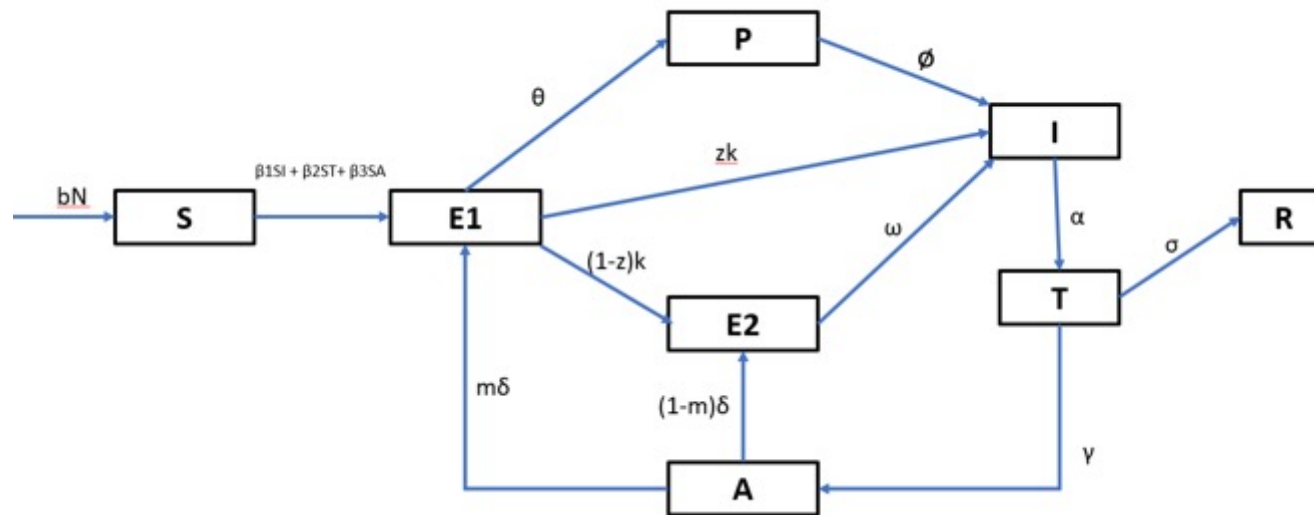 P
Ø
θ
I
zk
β1SI + β2ST+ β3SA
bN
S
E1
ω
α
R
(1-z)k
σ
T
E2
mδ
(1-m)δ
γ
A